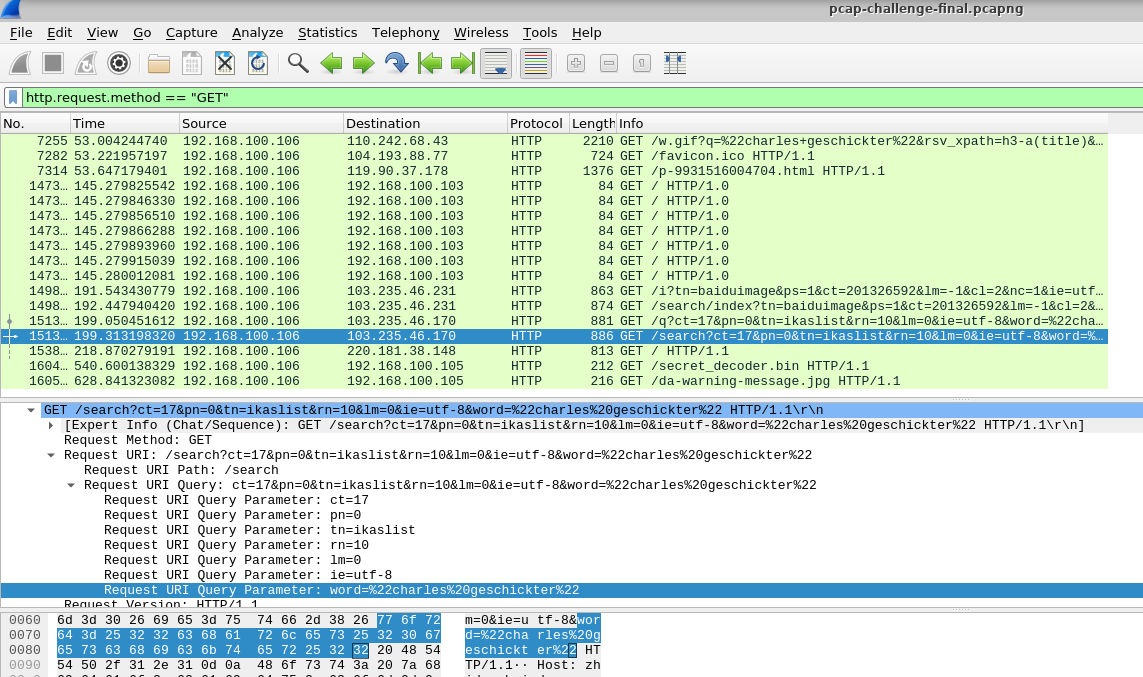 pcap-challenge-final.pcapng
File Edit View Go Capture Analyze Statistics Telephony Wireless Tools Help
http.request.method == "GET"
No. Time Source Destination Protocol Length Info
7255 53.004244740 192.168.100.106 110.242.68.43 HTTP 2210 GET /w.gif?q=%22charles+geschickter%22&rsv_xpath=h3-a(title)&…
7282 53.221957197 192.168.100.106 104.193.88.77 HTTP 724 GET /favicon.ico HTTP/1.1
7314 53.647179401 192.168.100.106 119.90.37.178 HTTP 1376 GET /p-9931516004704.html HTTP/1.1
1473… 145.279825542 192.168.100.106 192.168.100.103 HTTP 84 GET / HTTP/1.0
1473… 145.279846330 192.168.100.106 192.168.100.103 HTTP 84 GET / HTTP/1.0
1473… 145.279856510 192.168.100.106 192.168.100.103 HTTP 84 GET / HTTP/1.0
1473… 145.279866288 192.168.100.106 192.168.100.103 HTTP 84 GET / HTTP/1.0
1473… 145.279893960 192.168.100.106 192.168.100.103 HTTP 84 GET / HTTP/1.0
1473… 145.279915039 192.168.100.106 192.168.100.103 HTTP 84 GET / HTTP/1.0
1473… 145.280012081 192.168.100.106 192.168.100.103 HTTP 84 GET / HTTP/1.0
1498… 191.543430779 192.168.100.106 103.235.46.231 HTTP 863 GET /i?tn=baiduimage&ps=1&ct=201326592&lm=-1&cl=2&nc=1&ie=utf…
1498… 192.447940420 192.168.100.106 103.235.46.231 HTTP 874 GET /search/index?tn=baiduimage&ps=1&ct=201326592&lm=-1&cl=2&…
1513… 199.050451612 192.168.100.106 103.235.46.170 HTTP 881 GET /q?ct=17&pn=0&tn=ikaslist&rn=10&lm=0&ie=utf-8&word=%22cha…
1513… 199.313198320 192.168.100.106 103.235.46.170 HTTP 886 GET /search?ct=17&pn=0&tn=ikaslist&rn=10&lm=0&ie=utf-8&word=%…
1538… 218.870279191 192.168.100.106 220.181.38.148 HTTP 813 GET / HTTP/1.1
1604… 540.600138329 192.168.100.106 192.168.100.105 HTTP 212 GET /secret_decoder.bin HTTP/1.1
1605… 628.841323082 192.168.100.106 192.168.100.105 HTTP 216 GET /da-warning-message.jpg HTTP/1.1
GET /search?ct=17&pn=0&tn=ikaslist&rn=10&lm=0&ie=utf-8&word=%22charles%20geschickter%22 HTTP/1.1\r\n
[Expert Info (Chat/Sequence): GET /search?ct=17&pn=0&tn=ikaslist&rn=10&lm=0&ie=utf-8&word=%22charles%20geschickter%22 HTTP/1.1\r\n]
Request Method: GET
Request URI: /search?ct=17&pn=0&tn=ikaslist&rn=10&lm=0&ie=utf-8&word=%22charles%20geschickter%22
Request URI Path: /search
Request URI Query: ct=17&pn=0&tn=ikaslist&rn=10&lm=0&ie=utf-8&word=%22charles%20geschickter%22
Request URI Query Parameter: ct=17
Request URI Query Parameter: pn=0
Request URI Query Parameter: tn=ikaslist
Request URI Query Parameter: rn=10
Request URI Query Parameter: lm=0
Request URI Query Parameter: ie=utf-8
Request URI Query Parameter: word=%22charles%20geschickter%22
Request Version: HTTP/1.1
0060 6d 3d 30 26 69 65 3d 75 74 66 2d 38 26 77 6f 72 m=0&ie=u tf-8&wor
0070 64 3d 25 32 32 63 68 61 72 6c 65 73 25 32 30 67 d=%22cha rles%20g
0080 65 73 63 68 69 63 6b 74 65 72 25 32 32 20 48 54 eschickt er%22 HT
0090 54 50 2f 31 2e 31 0d 0a 48 6f 73 74 3a 20 7a 68 TP/1.1·· Host: zh